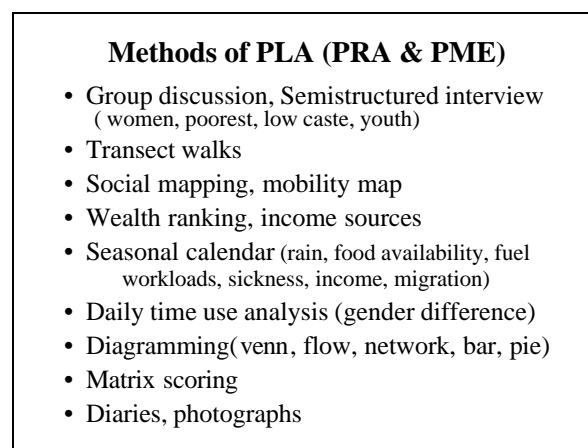 Methods of PLA (PRA & PME)
• Group discussion, Semistructured interview
( women, poorest, low caste, youth)
• Transect walks
• Social mapping, mobility map
• Wealth ranking, income sources
• Seasonal calendar (rain, food availability, fuel
workloads, sickness, income, migration)
• Daily time use analysis (gender difference)
• Diagramming(venn, flow, network, bar, pie)
• Matrix scoring
• Diaries, photographs